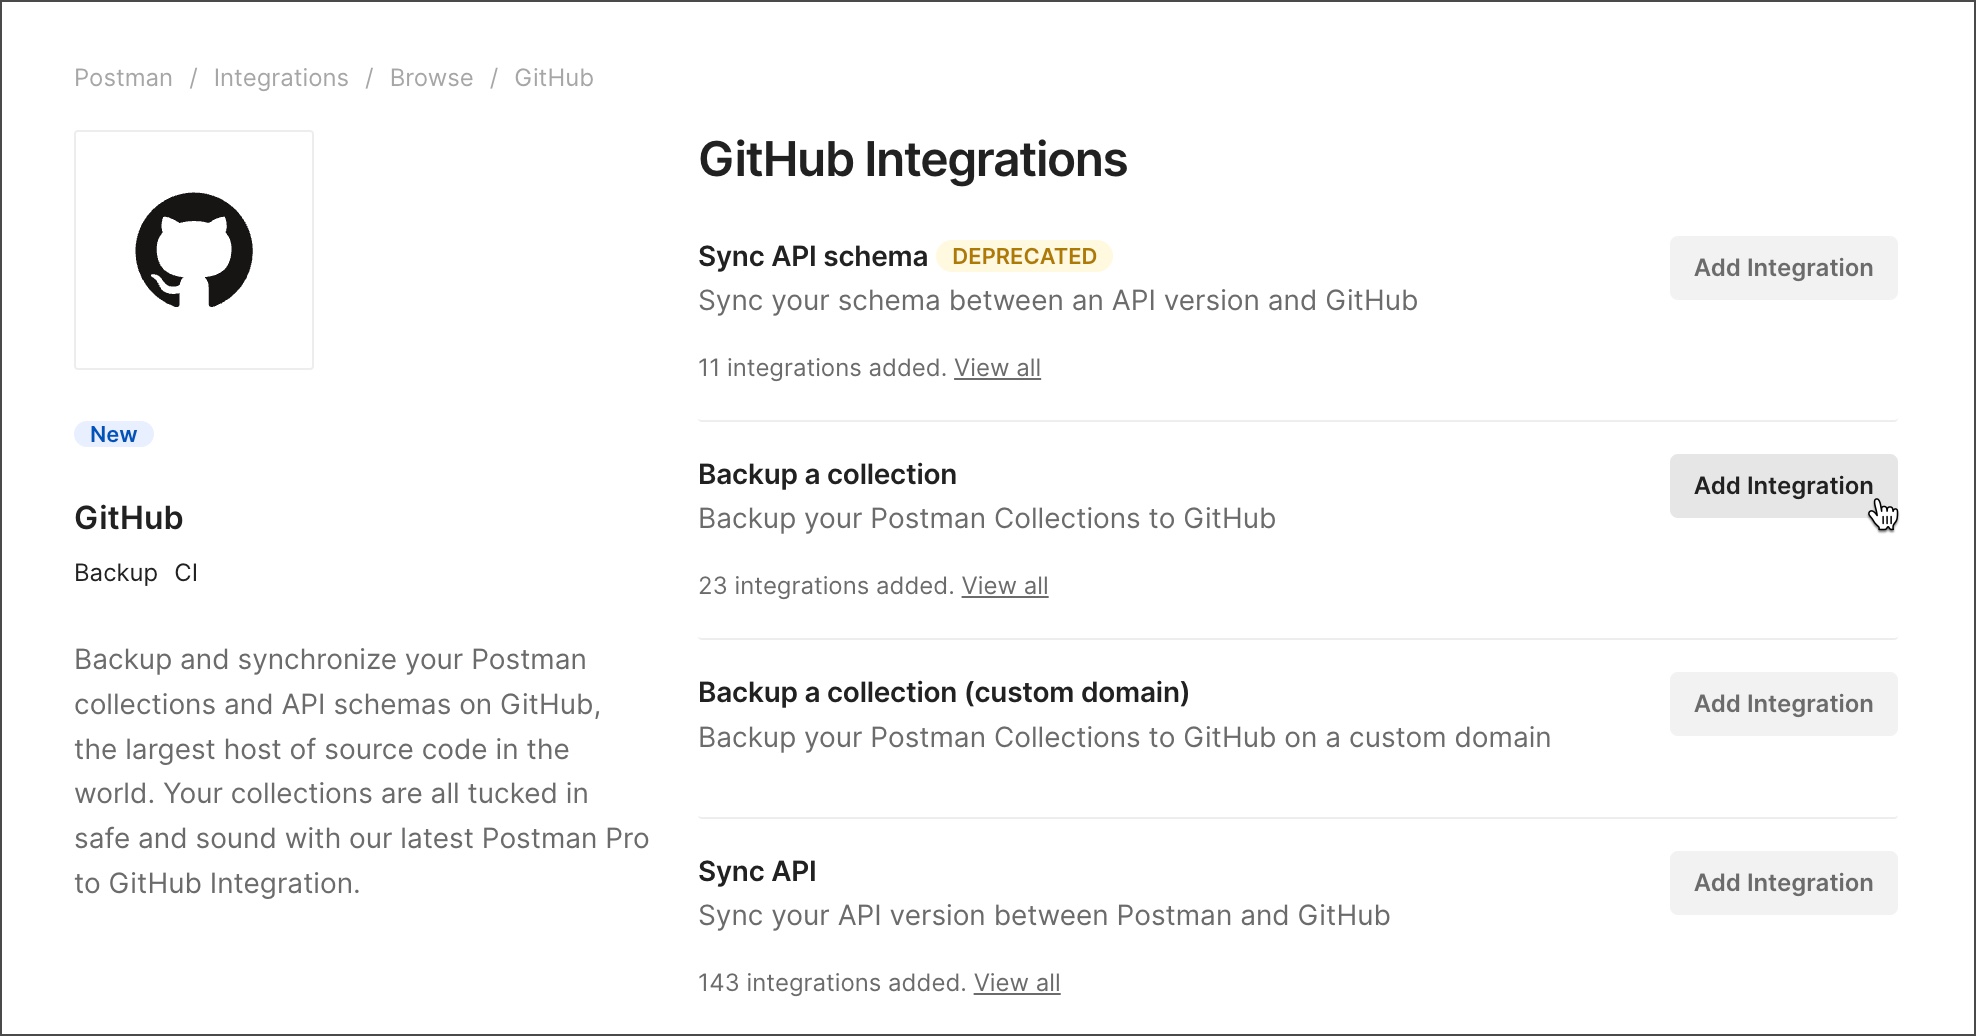 Postman / Integrations / Browse / GitHub
New
GitHub
Backup CI
Backup and synchronize your Postman
collections and API schemas on GitHub,
the largest host of source code in the
world. Your collections are all tucked in
safe and sound with our latest Postman Pro
to GitHub Integration.
GitHub Integrations
Sync API schema DEPRECATED
Add Integration
Sync your schema between an API version and GitHub
11 integrations added. View all
Backup a collection
Add Integration
Backup your Postman Collections to GitHub
23 integrations added. View all
Backup a collection (custom domain)
Add Integration
Backup your Postman Collections to GitHub on a custom domain
Sync API
Add Integration
Sync your API version between Postman and GitHub
143 integrations added. View all